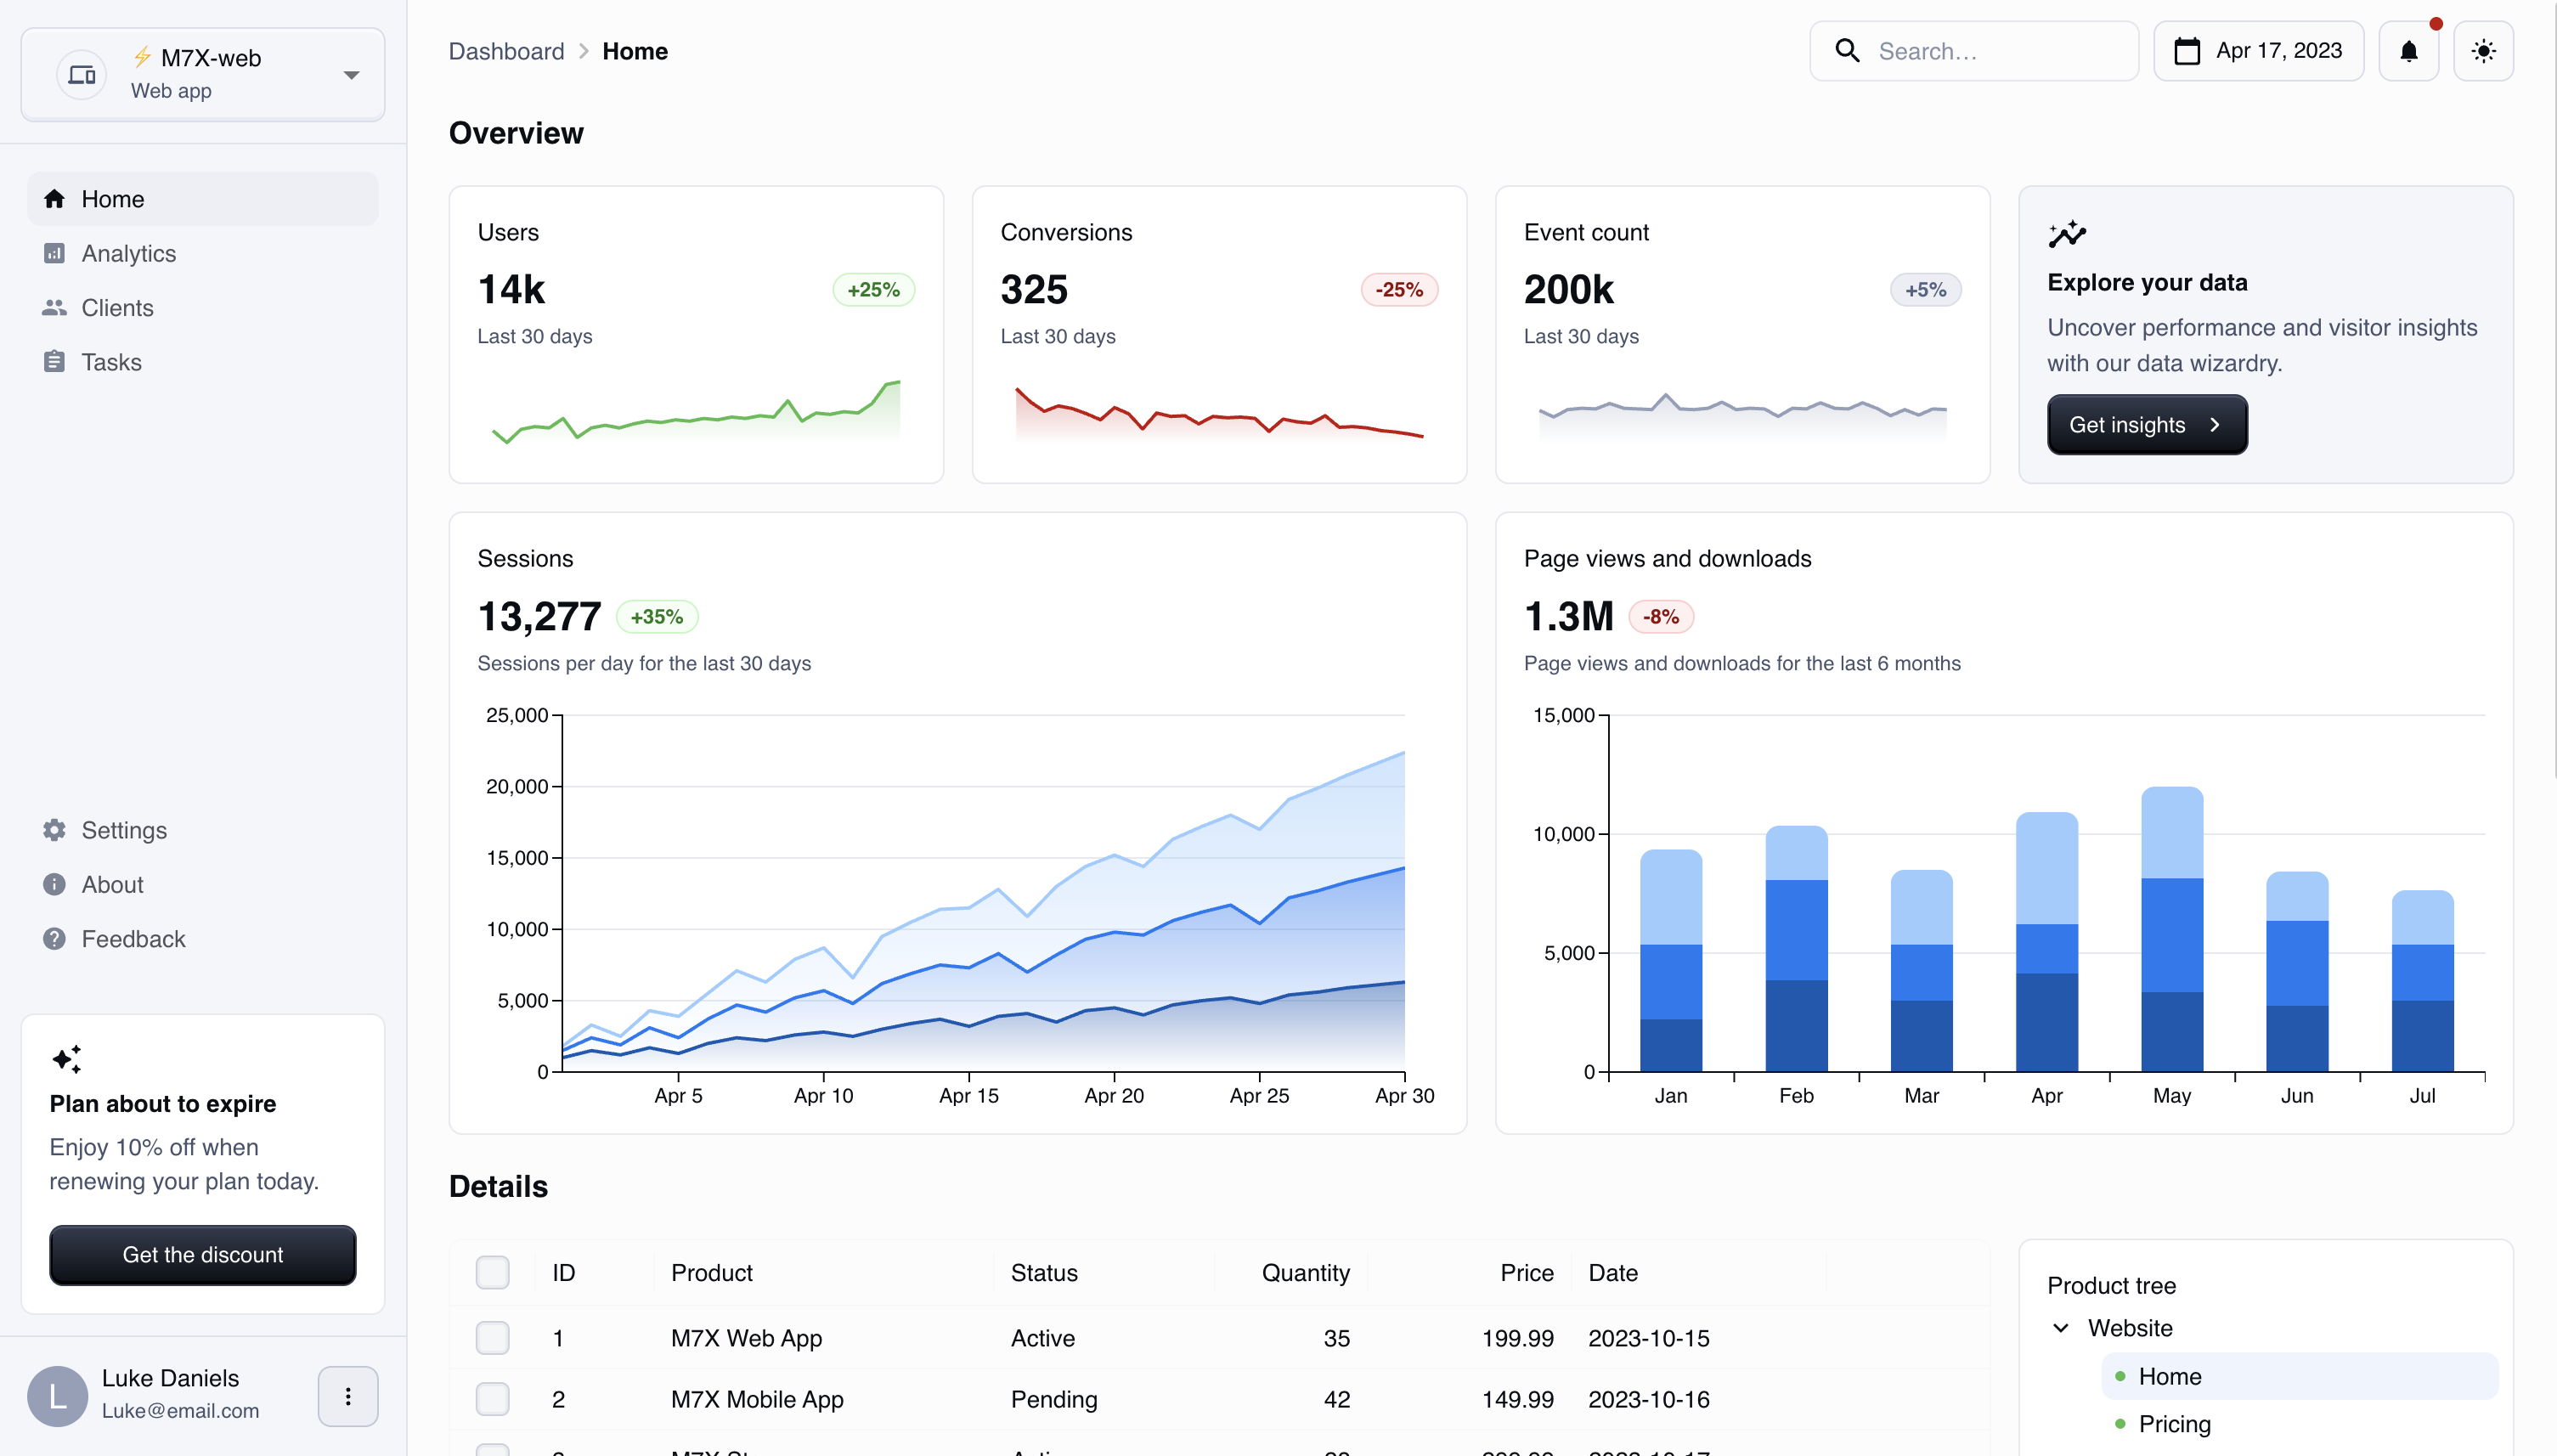 ⚡ M7X-web
Web app
Home
Analytics
Clients
Tasks
Settings
About
Feedback
Plan about to expire
Enjoy 10% off when
renewing your plan today.
Get the discount
L
Luke Daniels
Luke@email.com
Dashboard Home
Search…
Apr 17, 2023
Overview
Users
14k +25%
Last 30 days
Conversions
325 -25%
Last 30 days
Event count
200k +5%
Last 30 days
Explore your data
Uncover performance and visitor insights
with our data wizardry.
Get insights
Sessions
13,277 +35%
Sessions per day for the last 30 days
25,000
20,000
15,000
10,000
5,000
0
Apr 5 Apr 10 Apr 15 Apr 20 Apr 25 Apr 30
Page views and downloads
1.3M -8%
Page views and downloads for the last 6 months
15,000
10,000
5,000
0
Jan Feb Mar Apr May Jun Jul
Details
ID Product Status Quantity Price Date
1 M7X Web App Active 35 199.99 2023-10-15
2 M7X Mobile App Pending 42 149.99 2023-10-16
Product tree
Website
Home
Pricing